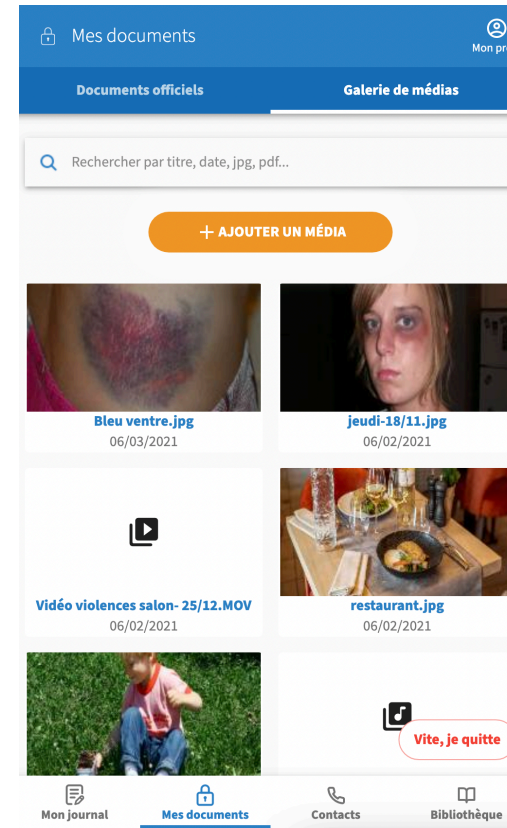 Mes documents
Mon pr
Documents officiels
Galerie de médias
Rechercher par titre, date, jpg, pdf...
+ AJOUTER UN MÉDIA
Bleu ventre.jpg
06/03/2021
jeudi-18/11.jpg
06/02/2021
Vidéo violences salon- 25/12.MOV
06/02/2021
restaurant.jpg
06/02/2021
Vite, je quitte
Mon journal
Mes documents
Contacts
Bibliothèque